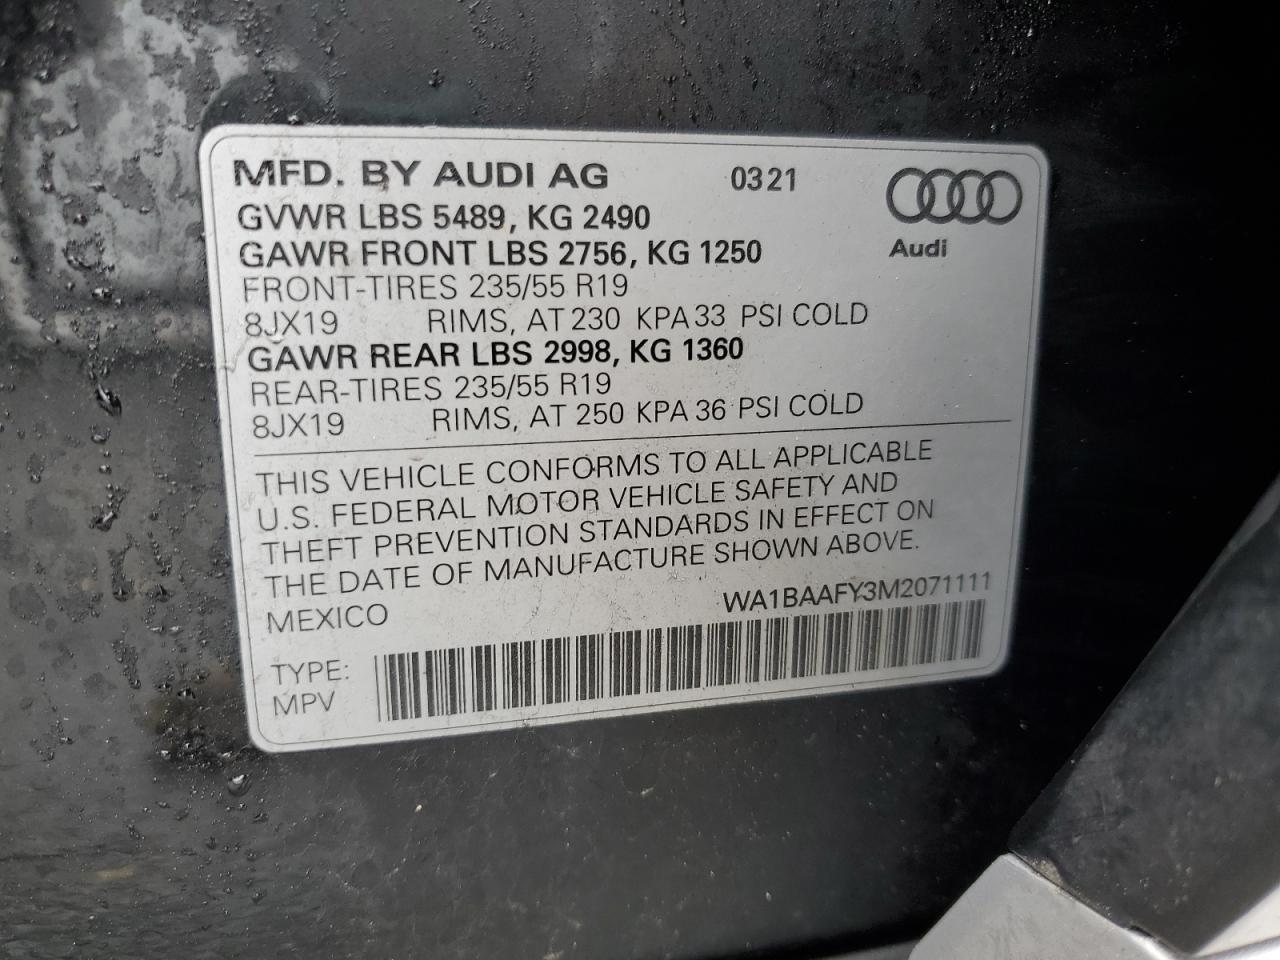 MFD. BY AUDI AG 0321
GVWR LBS 5489, KG 2490
GAWR FRONT LBS 2756, KG 1250
Audi
FRONT-TIRES 235/55 R19
8JX19 RIMS, AT 230 KPA 33 PSI COLD
GAWR REAR LBS 2998, KG 1360
REAR-TIRES 235/55 R19
8JX19 RIMS, AT 250 KPA 36 PSI COLD
THIS VEHICLE CONFORMS TO ALL APPLICABLE
U.S. FEDERAL MOTOR VEHICLE SAFETY AND
THEFT PREVENTION STANDARDS IN EFFECT ON
THE DATE OF MANUFACTURE SHOWN ABOVE.
MEXICO WA1BAAFY3M2071111
TYPE:
MPV